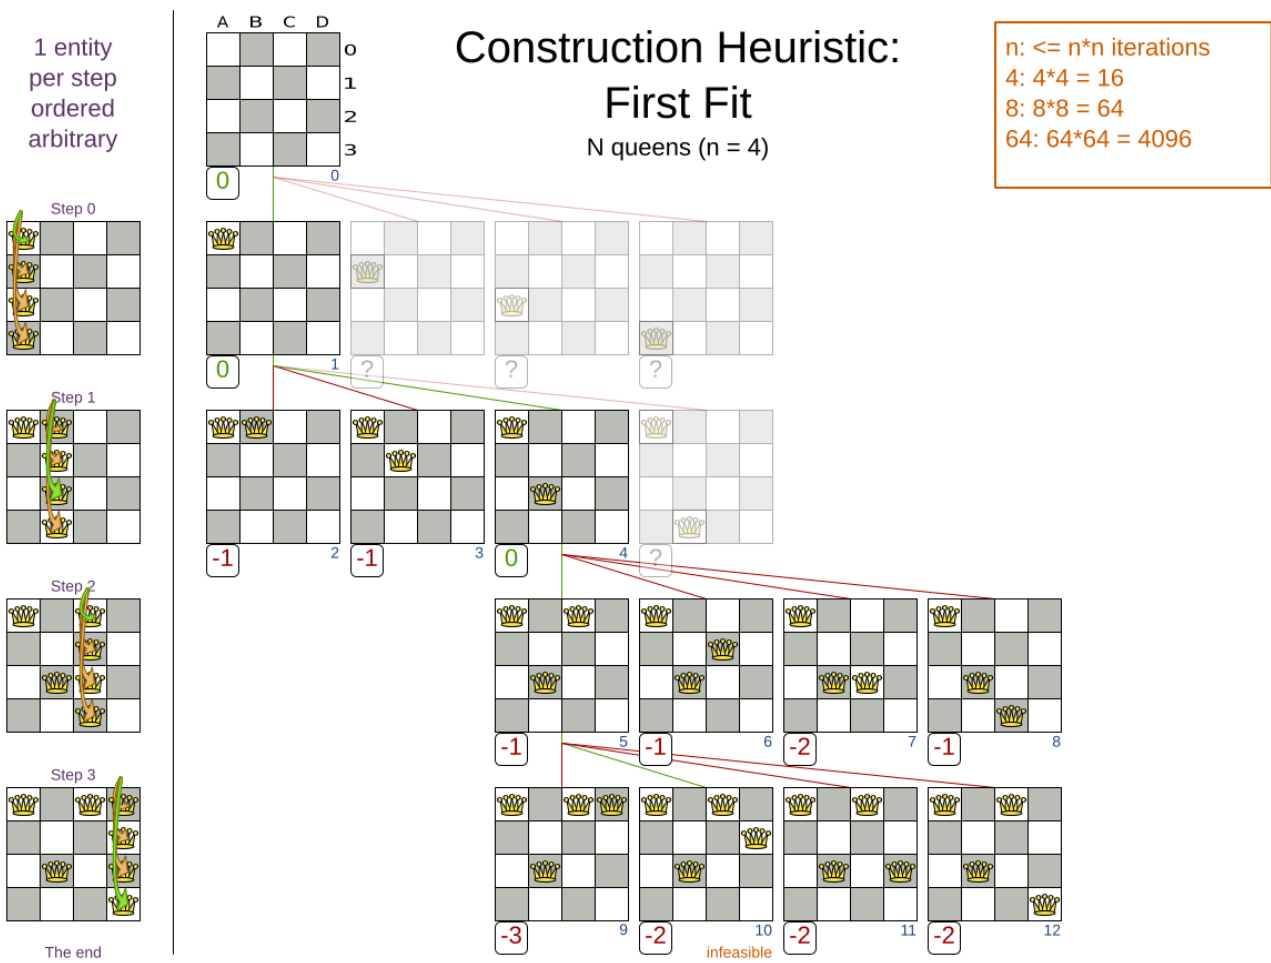 1 entity
per step
ordered
arbitrary
A B C D
0
1
2
3
Construction Heuristic:
First Fit
N queens (n = 4)
n: <= n*n iterations
4: 4*4 = 16
8: 8*8 = 64
64: 64*64 = 4096
0 0
Step 0
0 1 ? ? ?
Step 1
-1 2 -1 3 0 4 ?
Step 2
-1 5 -1 6 -2 7 -1 8
Step 3
-3 9 -2 10 -2 11 -2 12
The end
infeasible